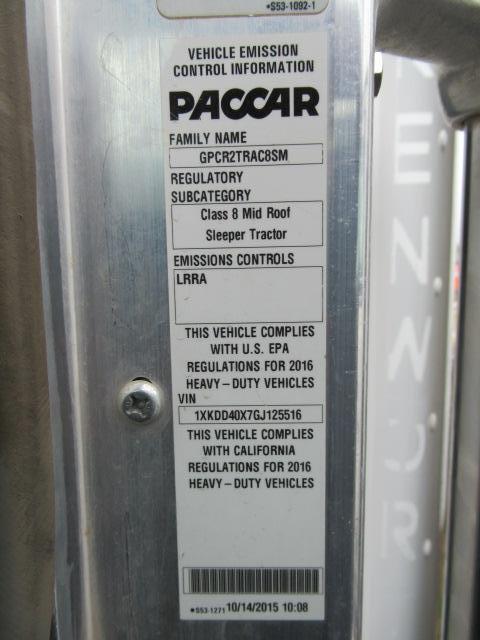 *S53-1092-1
VEHICLE EMISSION
CONTROL INFORMATION
PACCAR
FAMILY NAME
GPCR2TRAC8SM
REGULATORY
SUBCATEGORY
Class 8 Mid Roof
Sleeper Tractor
EMISSIONS CONTROLS
LRRA
THIS VEHICLE COMPLIES
WITH U.S. EPA
REGULATIONS FOR 2016
HEAVY-DUTY VEHICLES
VIN
1XKDD40X7GJ125516
THIS VEHICLE COMPLIES
WITH CALIFORNIA
REGULATIONS FOR 2016
HEAVY-DUTY VEHICLES
*S53-1271 10/14/2015 10:08
K
E
N
W
O
R